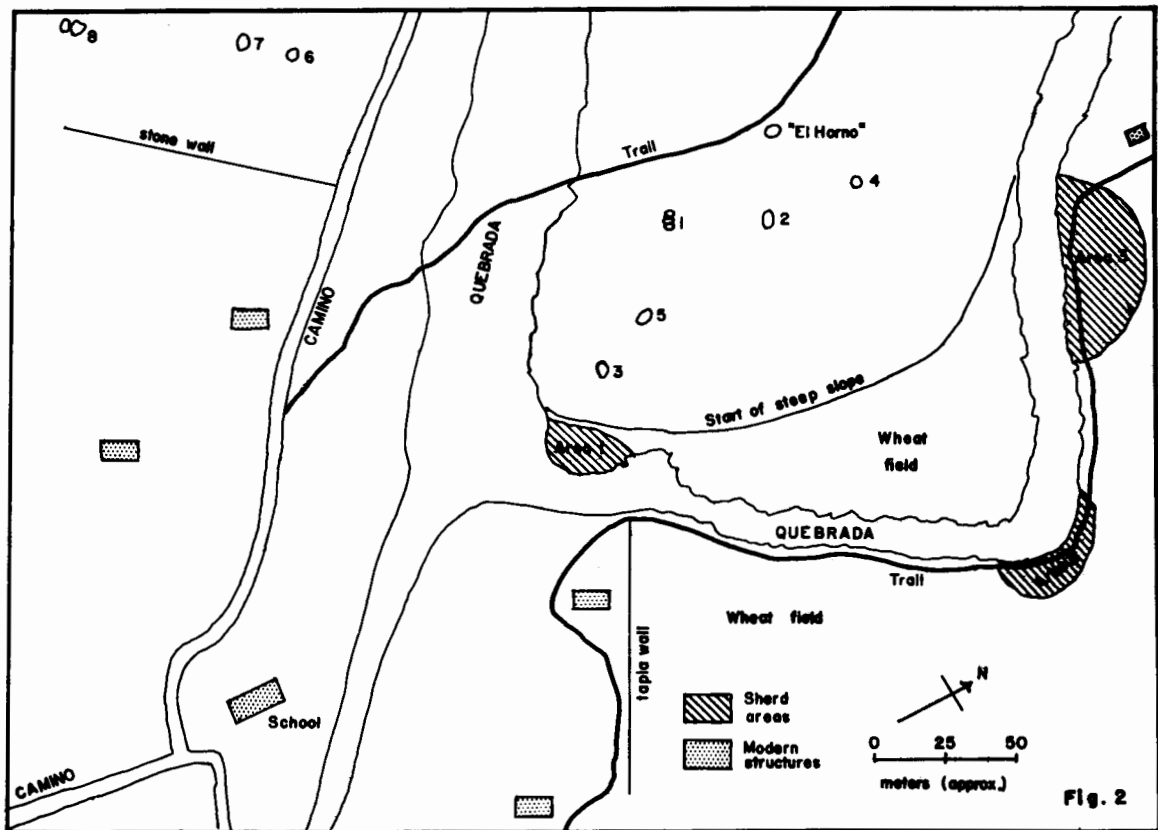 8
7
6
stone wall
Trail
"El Horno"
4
1
2
QUEBRADA
CAMINO
5
3
Start of steep slope
Area 1
Wheat
field
QUEBRADA
Trail
Wheat field
tapia wall
School
CAMINO
Sherd
areas
Modern
structures
N
0 25 50
meters (approx.)
Fig. 2